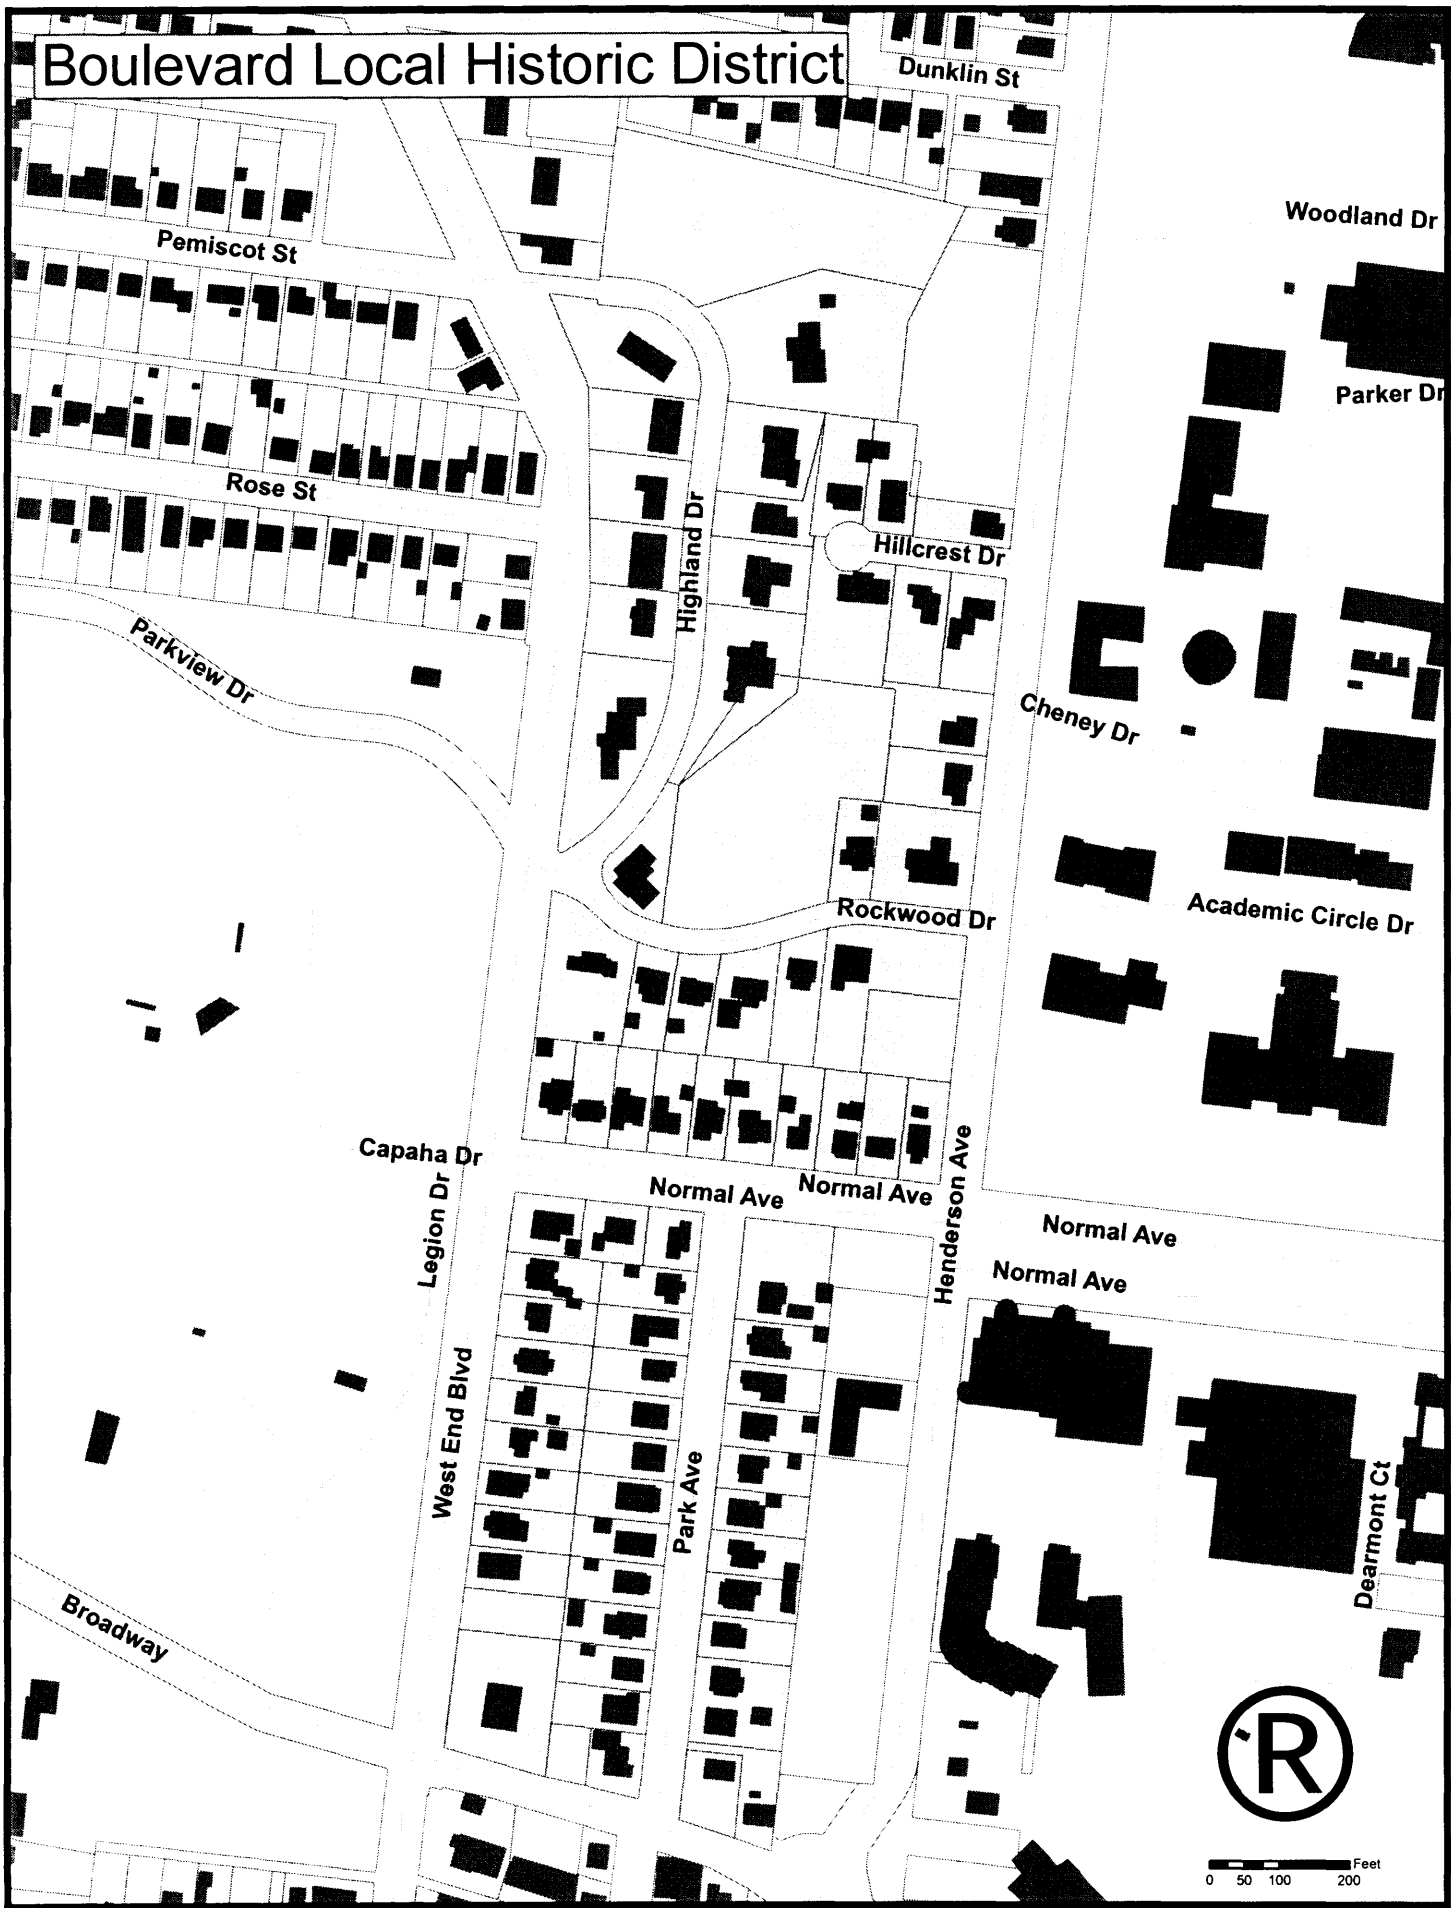 Boulevard Local Historic District
Dunklin St
Woodland Dr
Pemiscot St
Parker Dr
Rose St
Highland Dr
Hillcrest Dr
Parkview Dr
Cheney Dr
Rockwood Dr
Academic Circle Dr
Capaha Dr
Legion Dr
Normal Ave
Normal Ave
Henderson Ave
Normal Ave
Normal Ave
West End Blvd
Park Ave
Dearmont Ct
Broadway
R
Feet
0 50 100 200